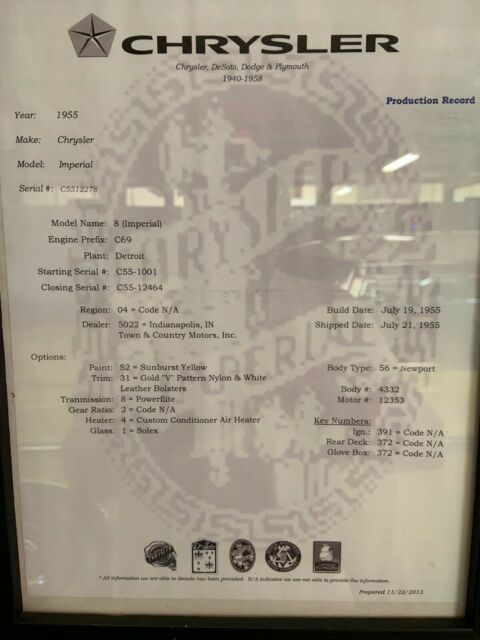 CHRYSLER
Chrysler, DeSoto, Dodge & Plymouth
1940-1958
Production Record
Year: 1955
Make: Chrysler
Model: Imperial
Serial #: C5512278
Model Name: 8 (Imperial)
Engine Prefix: C69
Plant: Detroit
Starting Serial #: C55-1001
Closing Serial #: C55-12464
Region: 04 = Code N/A
Build Date: July 19, 1955
Dealer: 5022 = Indianapolis, IN
Shipped Date: July 21, 1955
Town & Country Motors, Inc.
Options:
Paint: 52 = Sunburst Yellow
Body Type: 56 = Newport
Trim: 31 = Gold "V" Pattern Nylon & White
Leather Bolsters
Body #: 4332
Tranmission: 8 = Powerflite
Motor #: 12353
Gear Ratio: 2 = Code N/A
Heater: 4 = Custom Conditioner Air Heater
Key Numbers:
Glass: 1 = Solex
Ign.: 391 = Code N/A
Rear Deck: 372 = Code N/A
Glove Box: 372 = Code N/A
* All information we are able to decode has been provided. N/A indicates we are not able to provide the information.
Prepared 11/22/2013